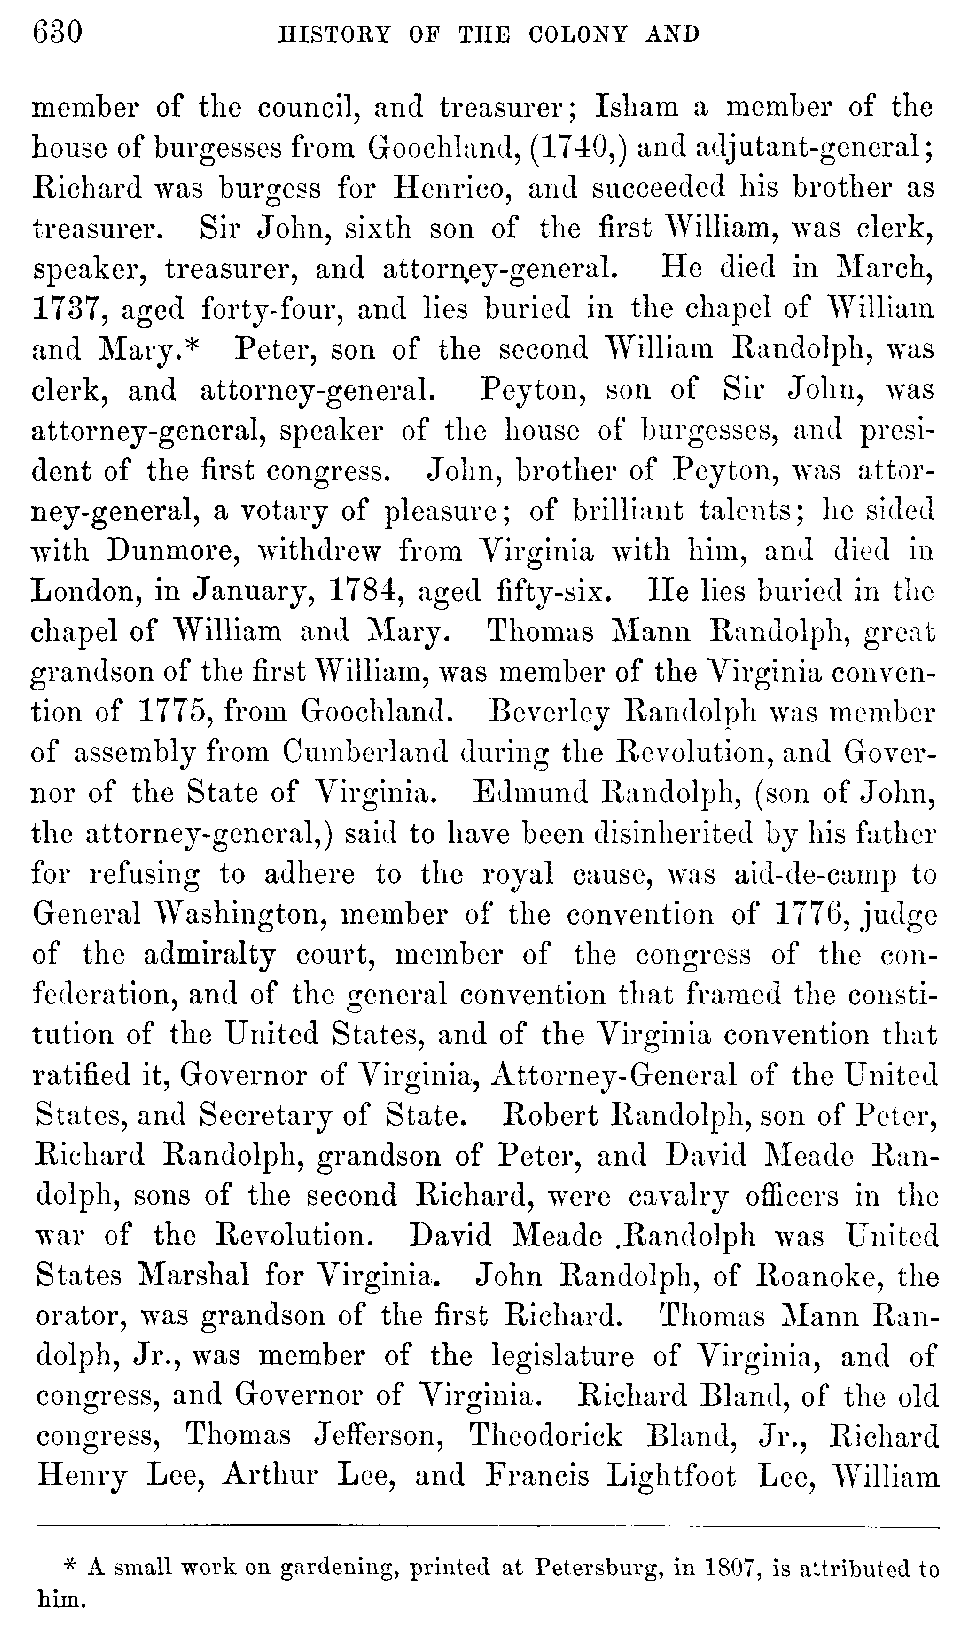 630 HISTORY OF THE COLONY AND
member of the council, and treasurer; Isham a member of the
house of burgesses from Goochland, (1740,) and adjutant-general;
Richard was burgess for Henrico, and succeeded his brother as
treasurer. Sir John, sixth son of the first William, was clerk,
speaker, treasurer, and attorney-general. He died in March,
1737, aged forty-four, and lies buried in the chapel of William
and Mary.* Peter, son of the second William Randolph, was
clerk, and attorney-general. Peyton, son of Sir John, was
attorney-general, speaker of the house of burgesses, and presi-
dent of the first congress. John, brother of Peyton, was attor-
ney-general, a votary of pleasure; of brilliant talents; he sided
with Dunmore, withdrew from Virginia with him, and died in
London, in January, 1784, aged fifty-six. He lies buried in the
chapel of William and Mary. Thomas Mann Randolph, great
grandson of the first William, was member of the Virginia conven-
tion of 1775, from Goochland. Beverley Randolph was member
of assembly from Cumberland during the Revolution, and Gover-
nor of the State of Virginia. Edmund Randolph, (son of John,
the attorney-general,) said to have been disinherited by his father
for refusing to adhere to the royal cause, was aid-de-camp to
General Washington, member of the convention of 1776, judge
of the admiralty court, member of the congress of the con-
federation, and of the general convention that framed the consti-
tution of the United States, and of the Virginia convention that
ratified it, Governor of Virginia, Attorney-General of the United
States, and Secretary of State. Robert Randolph, son of Peter,
Richard Randolph, grandson of Peter, and David Meade Ran-
dolph, sons of the second Richard, were cavalry officers in the
war of the Revolution. David Meade Randolph was United
States Marshal for Virginia. John Randolph, of Roanoke, the
orator, was grandson of the first Richard. Thomas Mann Ran-
dolph, Jr., was member of the legislature of Virginia, and of
congress, and Governor of Virginia. Richard Bland, of the old
congress, Thomas Jefferson, Theodorick Bland, Jr., Richard
Henry Lee, Arthur Lee, and Francis Lightfoot Lee, William
* A small work on gardening, printed at Petersburg, in 1807, is attributed to
him.